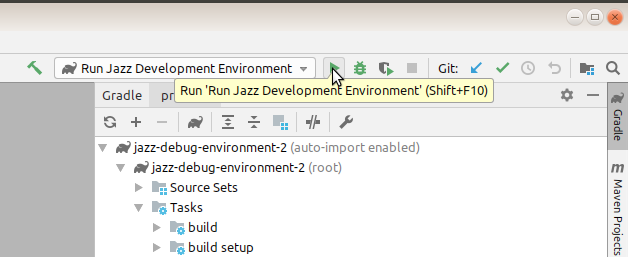 Run Jazz Development Environment
Git:
Run 'Run Jazz Development Environment' (Shift+F10)
Gradle
jazz-debug-environment-2 (auto-import enabled)
jazz-debug-environment-2 (root)
Source Sets
Tasks
build
build setup
Gradle
m
Maven Projects